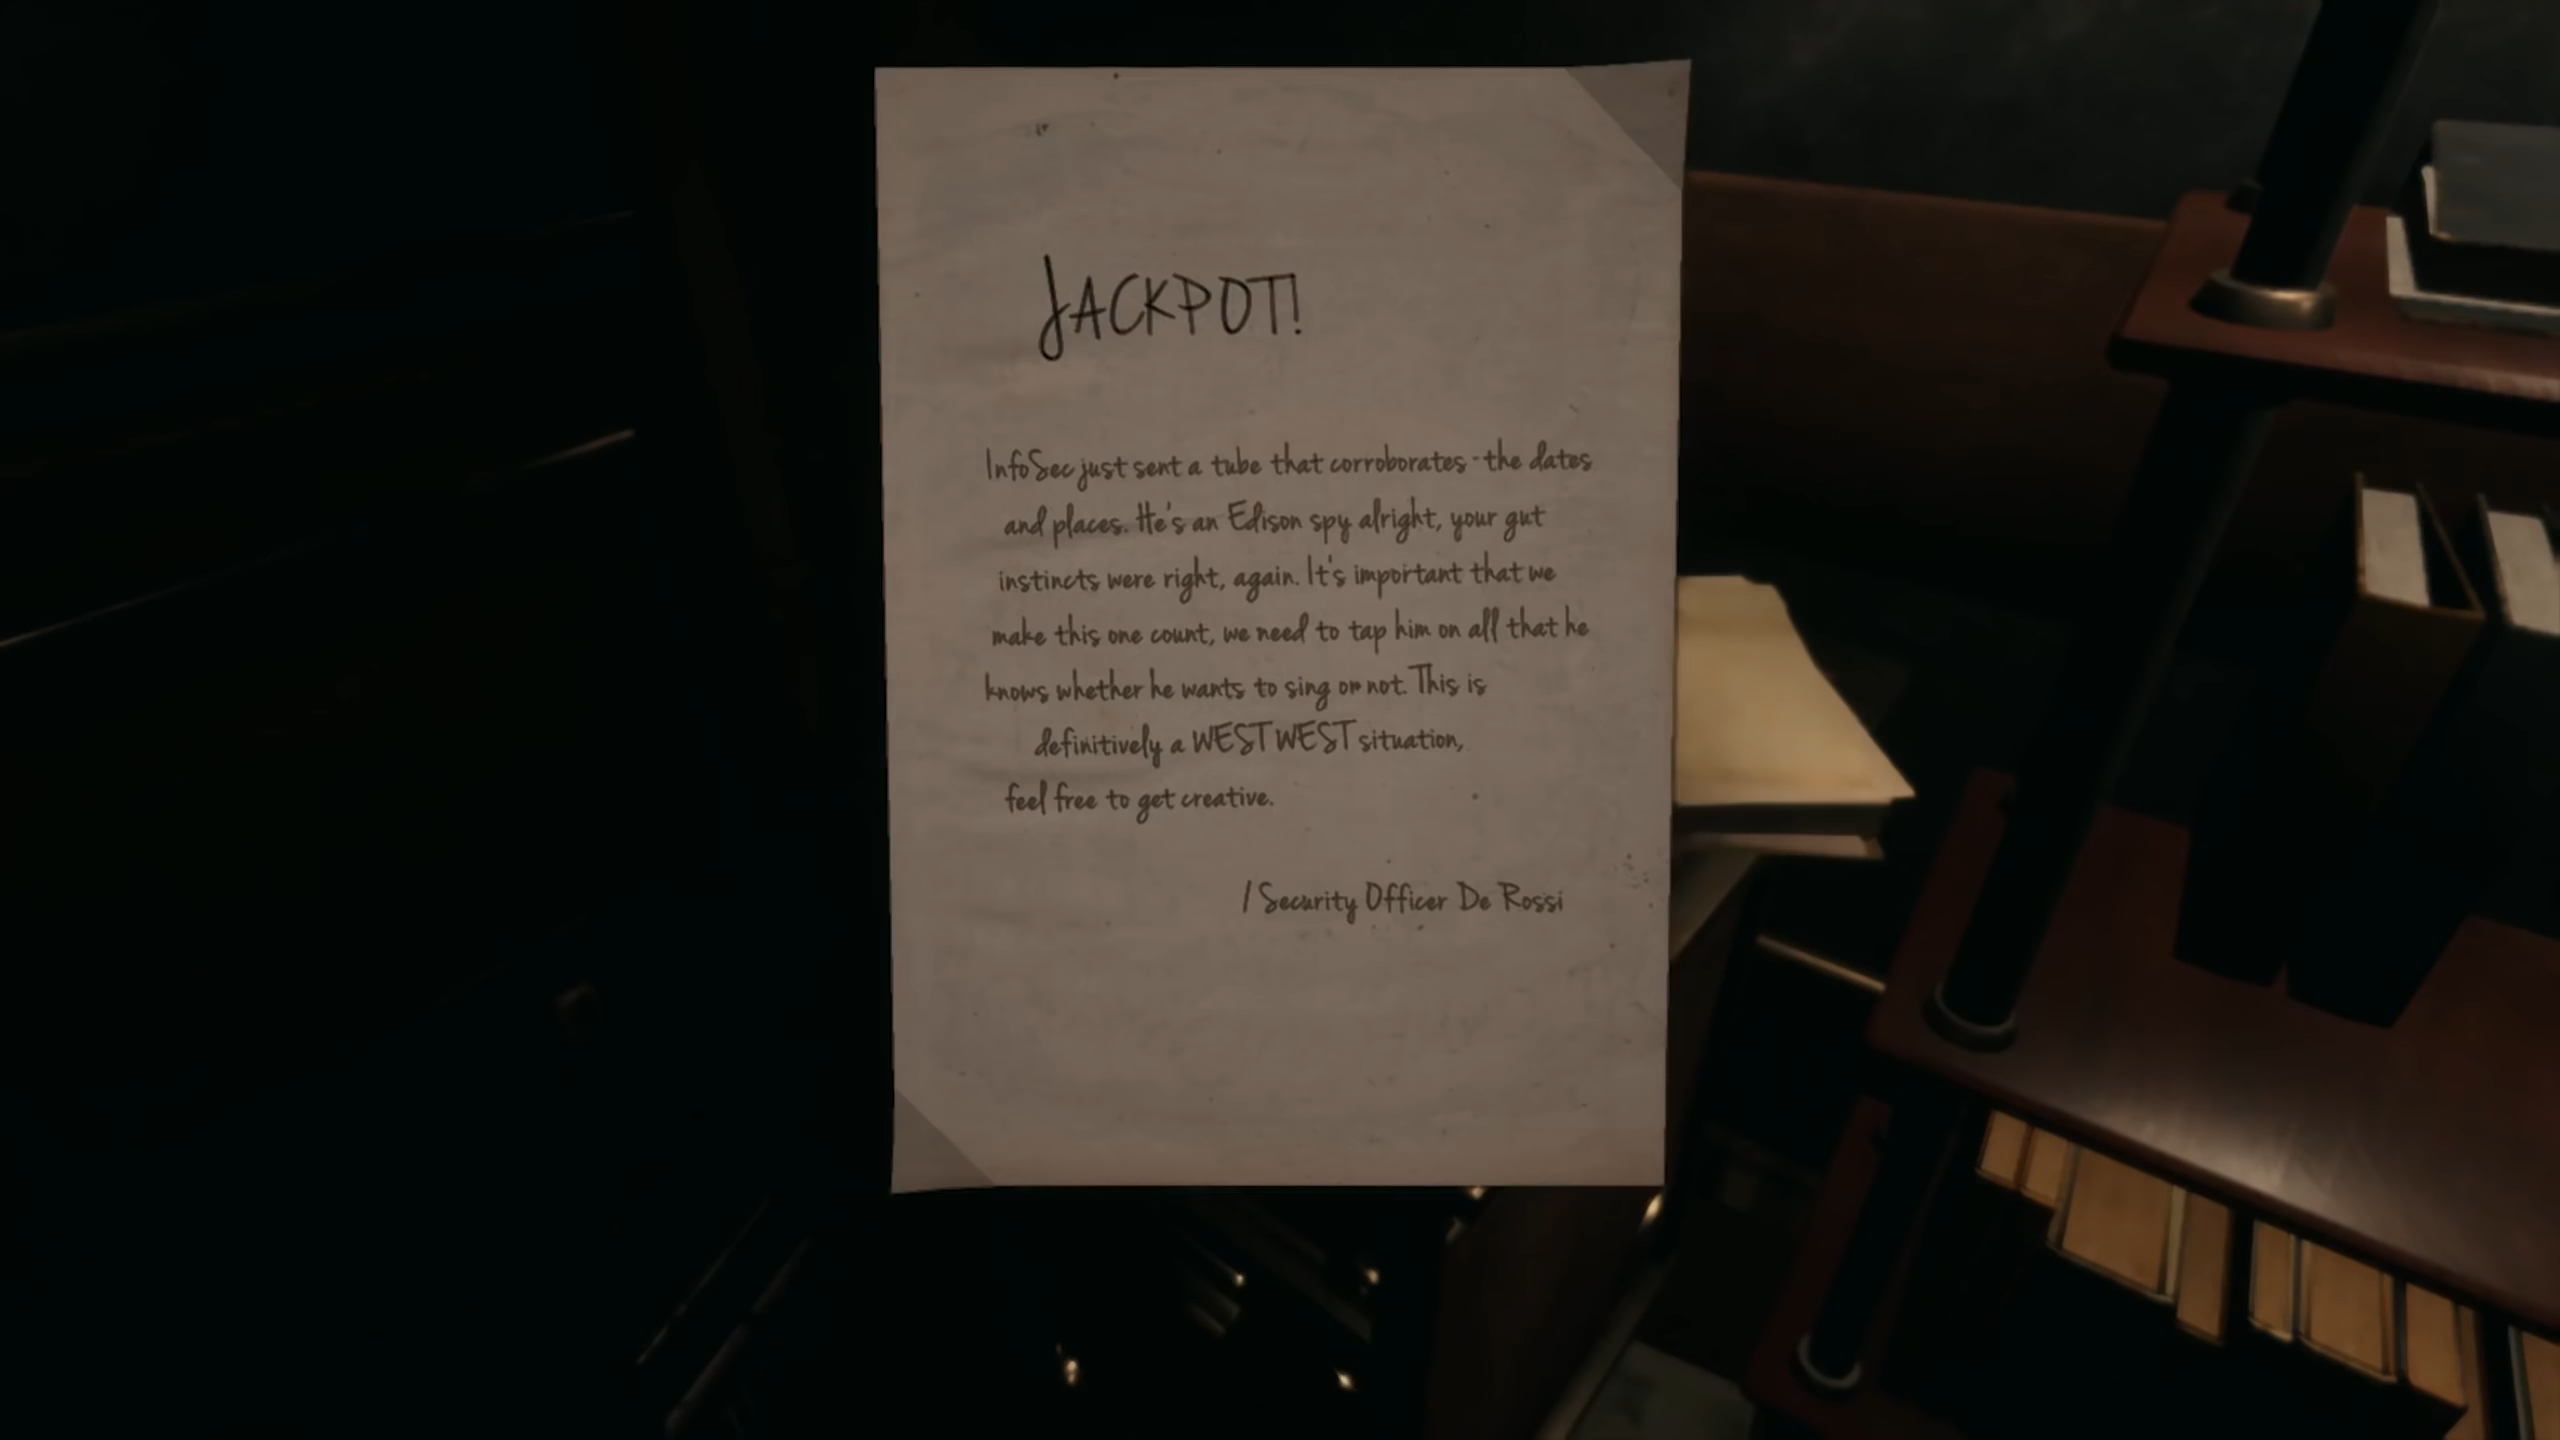 JACKPOT!
InfoSec just sent a tube that corroborates - the dates
and places. He's an Edison spy alright, your gut
instincts were right, again. It's important that we
make this one count, we need to tap him on all that he
knows whether he wants to sing or not. This is
definitively a WEST WEST situation,
feel free to get creative.
/ Security Officer De Rossi